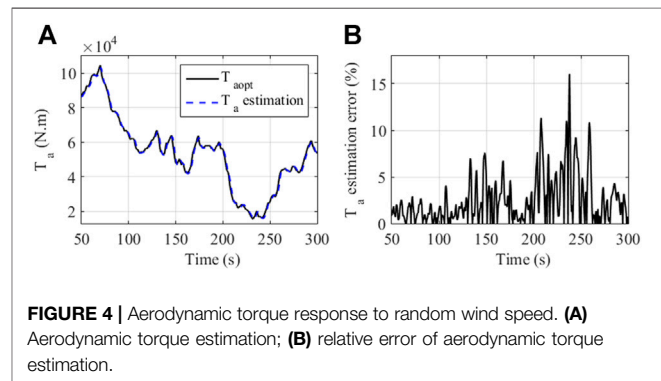 A
×10⁴
10
8
6
4
2
T_a (N.m)
T_aopt
T_a estimation
50 100 150 200 250 300
Time (s)
B
15
10
5
0
T_a estimation error (%)
50 100 150 200 250 300
Time (s)
FIGURE 4 | Aerodynamic torque response to random wind speed. (A)
Aerodynamic torque estimation; (B) relative error of aerodynamic torque
estimation.